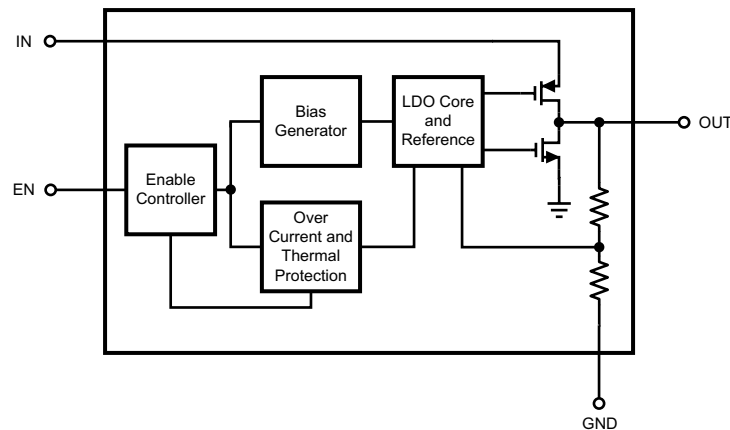 IN
Bias
Generator
LDO Core
and
Reference
OUT
EN
Enable
Controller
Over
Current and
Thermal
Protection
GND